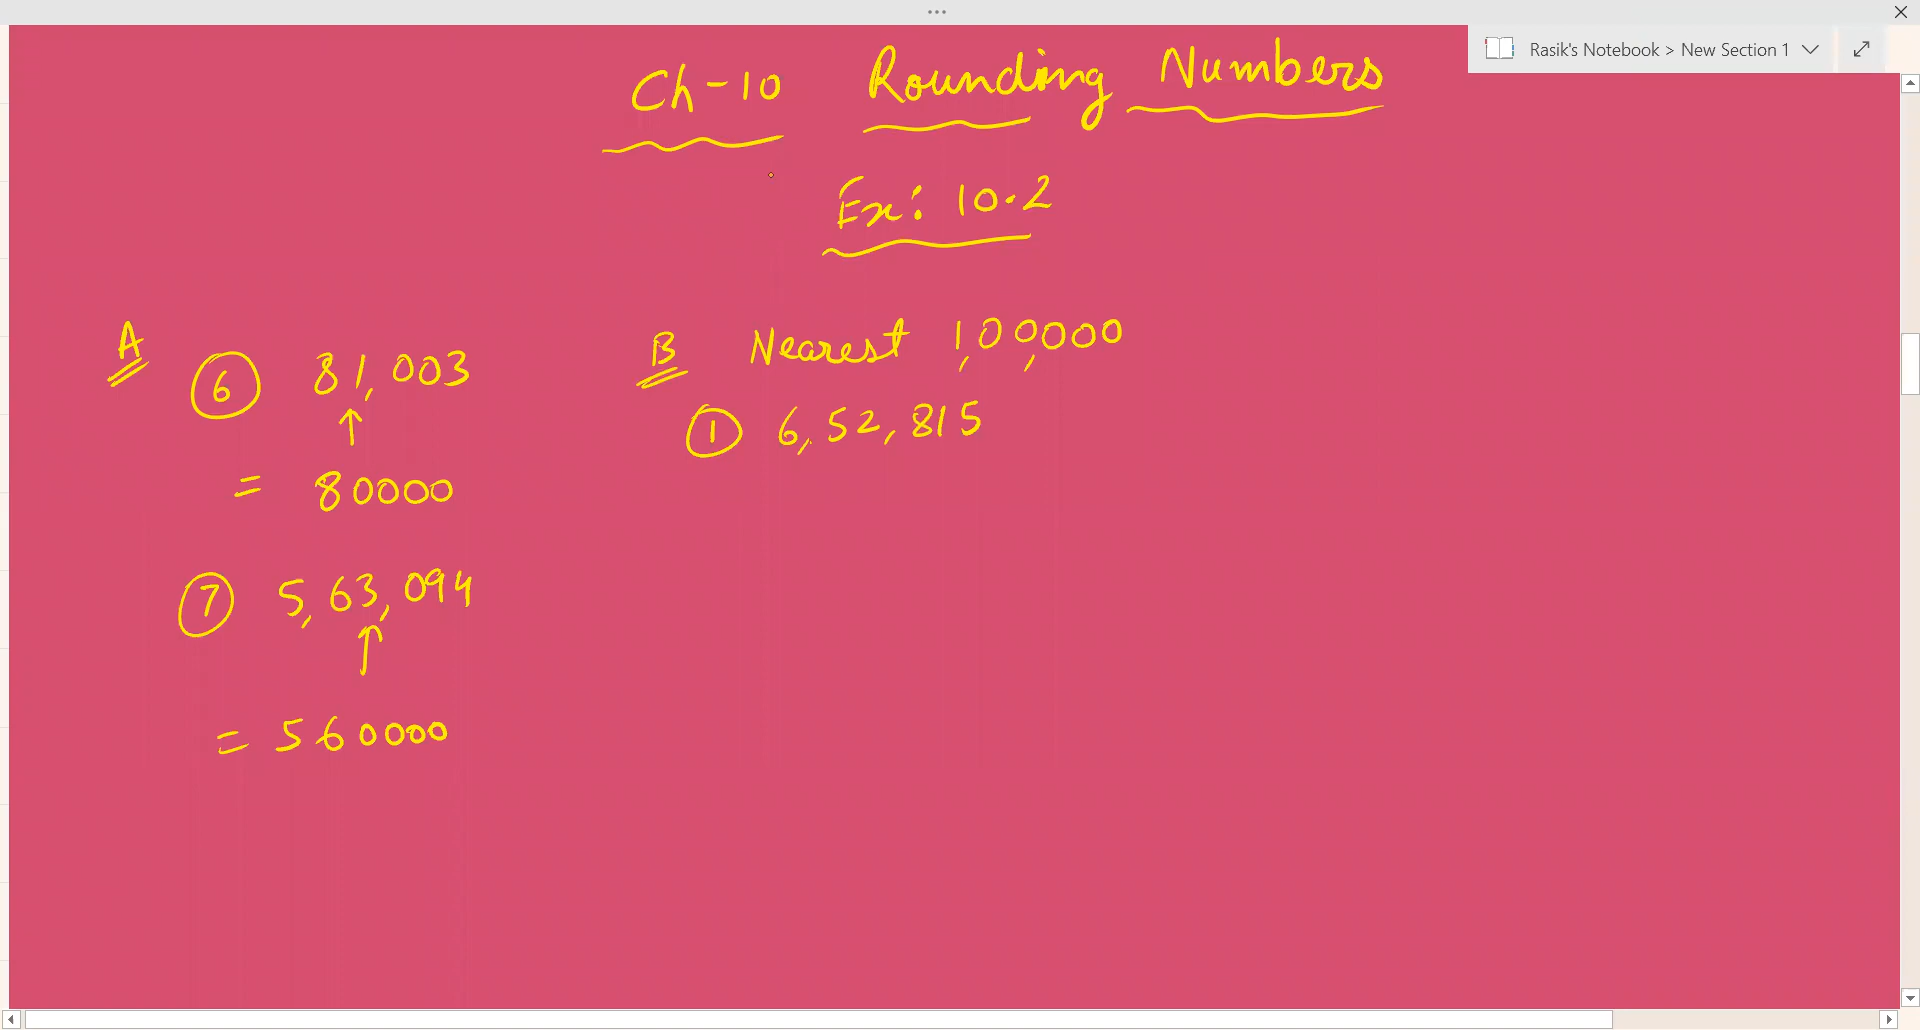 Rasik's Notebook > New Section 1
Ch-10 Rounding Numbers
Ex: 10.2
A
6 81,003
= 80000
7 5,63,094
= 560000
B Nearest 1,00,000
1 6,52,815